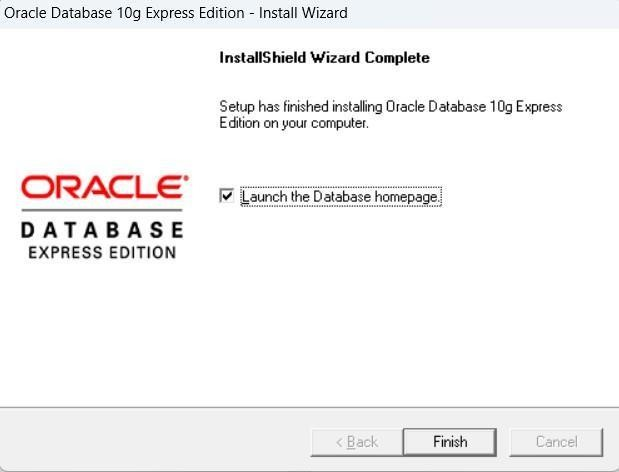 Oracle Database 10g Express Edition - Install Wizard
InstallShield Wizard Complete
Setup has finished installing Oracle Database 10g Express
Edition on your computer.
ORACLE®
DATABASE
EXPRESS EDITION
Launch the Database homepage.
< Back
Finish
Cancel